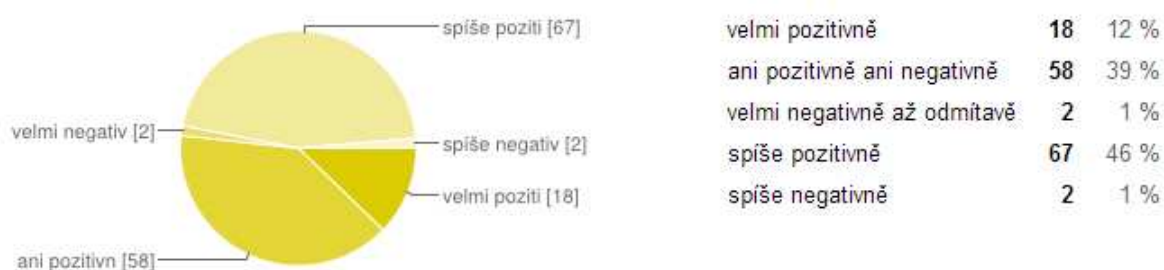 spíše poziti [67]
velmi negativ [2]
spíše negativ [2]
velmi poziti [18]
ani pozitivn [58]
velmi pozitivně 18 12 %
ani pozitivně ani negativně 58 39 %
velmi negativně až odmítavě 2 1 %
spíše pozitivně 67 46 %
spíše negativně 2 1 %